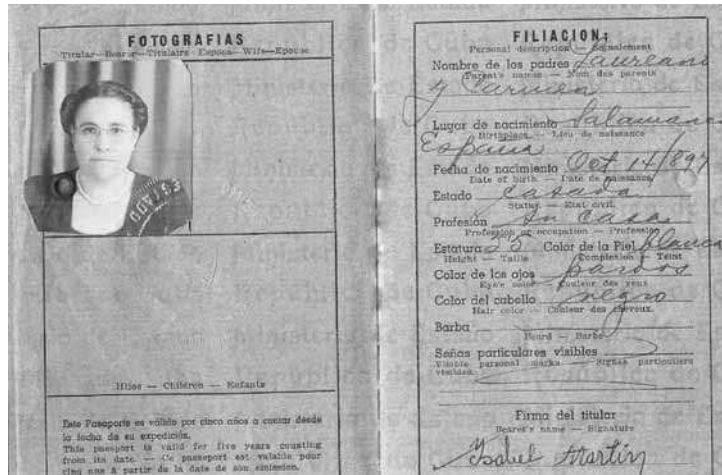 FOTOGRAFIAS
Titular—Bearer—Titulaire Esposa—Wife—Epouse
Hijos — Children — Enfants
Este Pasaporte es válido por cinco años a contar desde
la fecha de su expedición.
This passport is valid for five years counting
from its date. — Ce passeport est valable pour
cinq ans à partir de la date de son émission.
FILIACION:
Personal description — Signalement
Nombre de los padres Laureano
Parent's names — Nom des parents
y Carmen
Lugar de nacimiento Salamanca
Birthplace — Lieu de naissance
España
Fecha de nacimiento Oct 14/897
Date of birth — Date de naissance
Estado casada
Status — Etat civil
Profesión su casa
Profession or occupation — Profession
Estatura Color de la Piel blanca
Height — Taille Complexion — Teint
Color de los ojos pardos
Eye's color — Couleur des yeux
Color del cabello negro
Hair color — Couleur des cheveux.
Barba
Beard — Barbe
Señas particulares visibles
Visible personal marks — Signes particuliers
visibles.
Firma del titular
Bearer's name — Signature
Isabel Martin